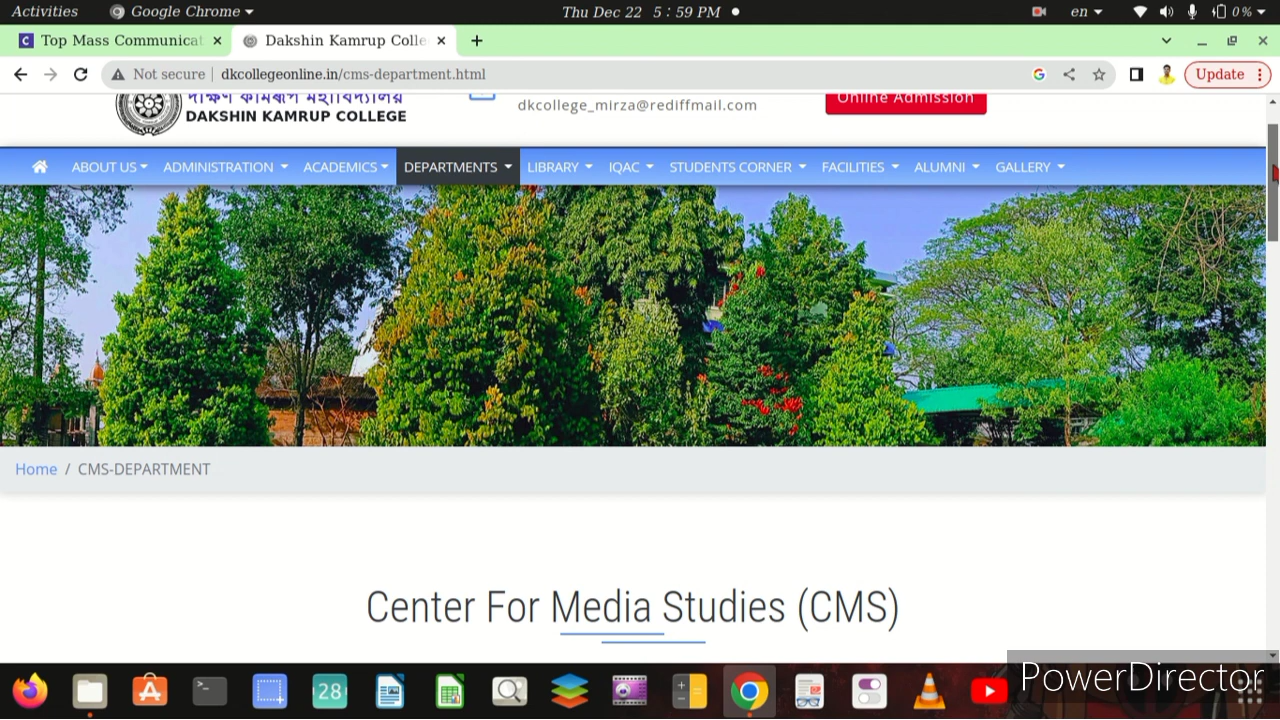 Activities
Google Chrome
Thu Dec 22 5 : 59 PM
en
0 %
Top Mass Communicat
Dakshin Kamrup Colle
Not secure
dkcollegeonline.in/cms-department.html
Update
DAKSHIN KAMRUP COLLEGE
dkcollege_mirza@rediffmail.com
Online Admission
ABOUT US
ADMINISTRATION
ACADEMICS
DEPARTMENTS
LIBRARY
IQAC
STUDENTS CORNER
FACILITIES
ALUMNI
GALLERY
Home / CMS-DEPARTMENT
Center For Media Studies (CMS)
28
PowerDirector